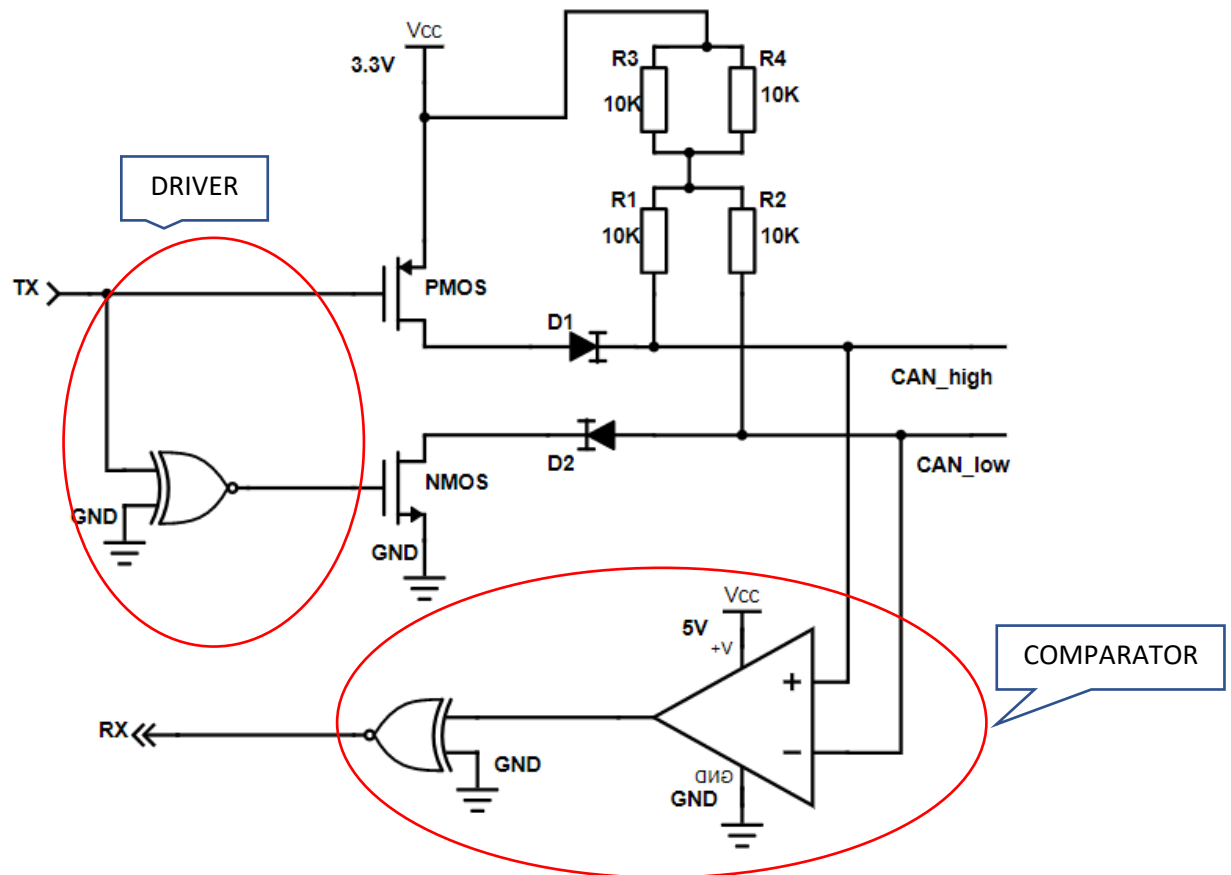 Vcc
3.3V
R3
R4
10K
10K
DRIVER
R1
R2
10K
10K
TX
PMOS
D1
CAN_high
D2
CAN_low
NMOS
GND
GND
Vcc
5V
+V
COMPARATOR
+
RX
GND
−
GND
GND